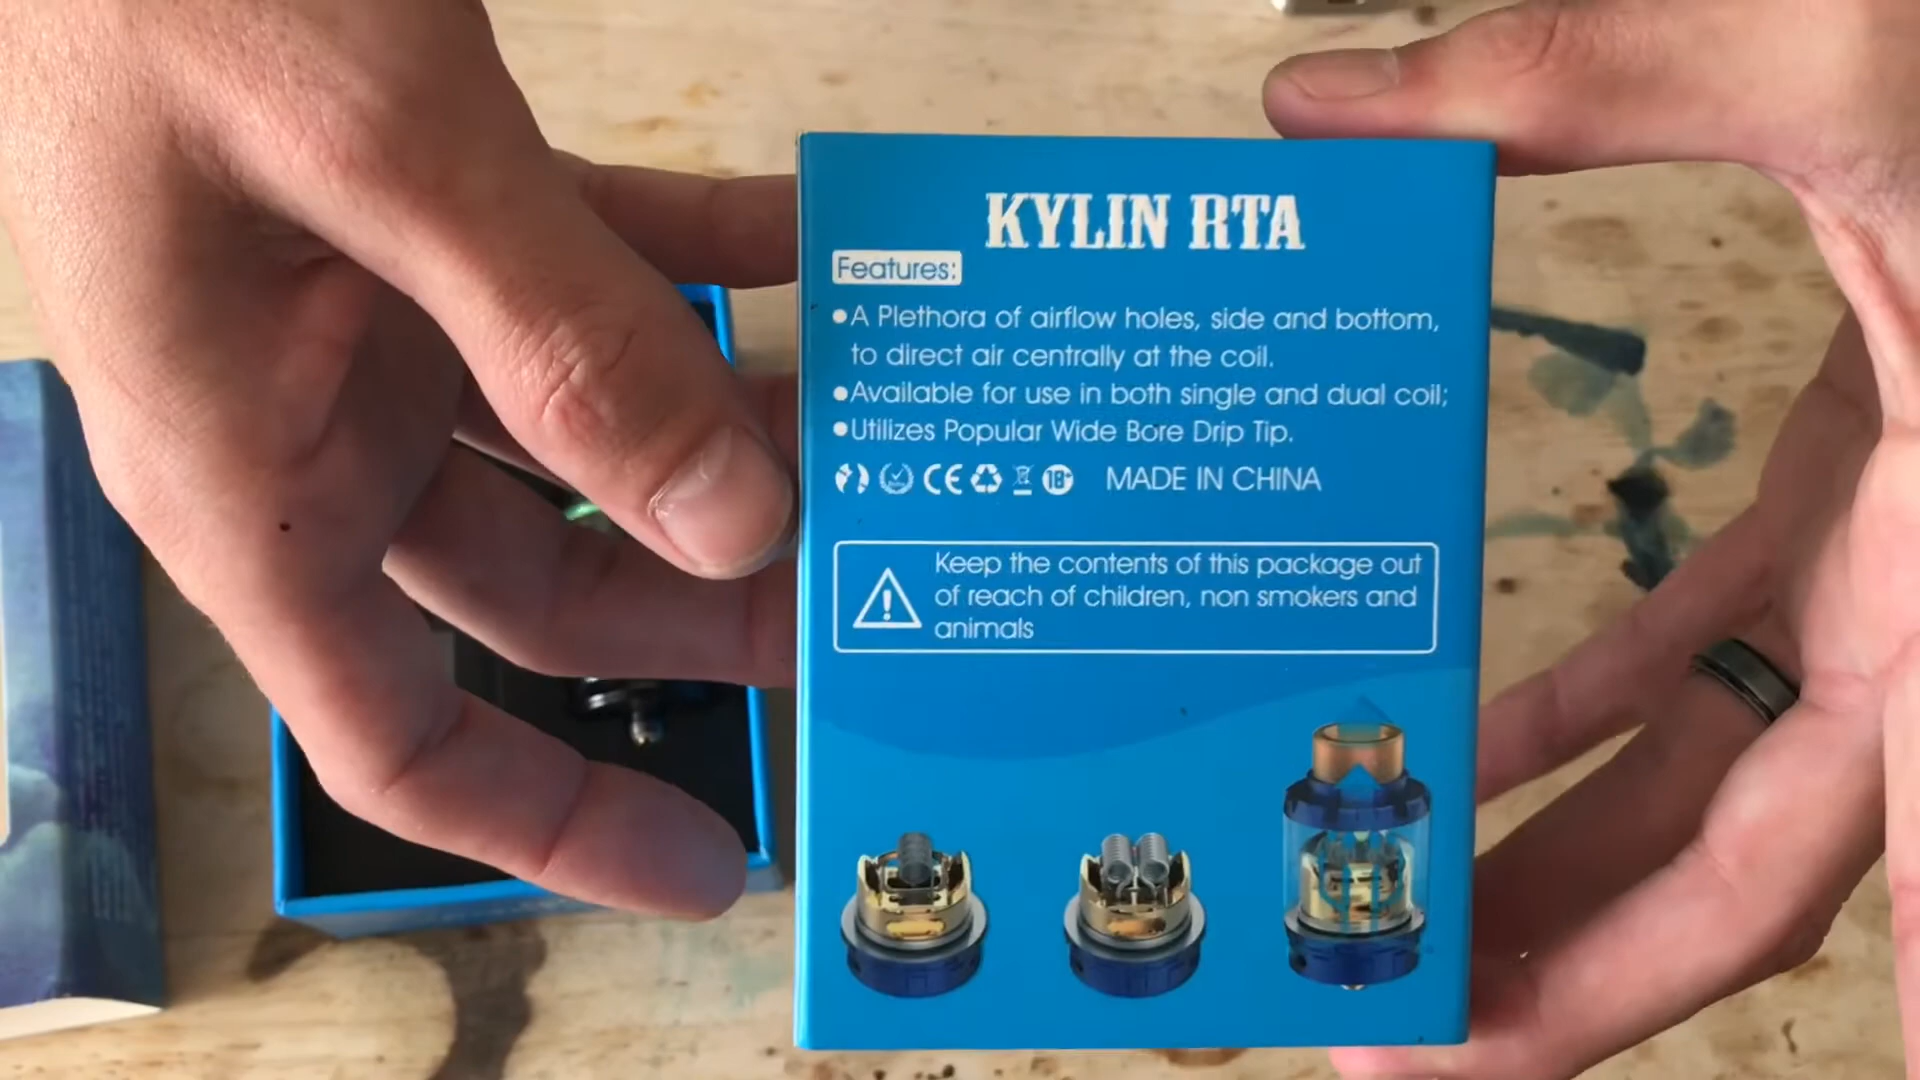 KYLIN RTA
Features:
•A Plethora of airflow holes, side and bottom,
to direct air centrally at the coil.
•Available for use in both single and dual coil;
•Utilizes Popular Wide Bore Drip Tip.
CE 18+ MADE IN CHINA
Keep the contents of this package out
of reach of children, non smokers and
animals